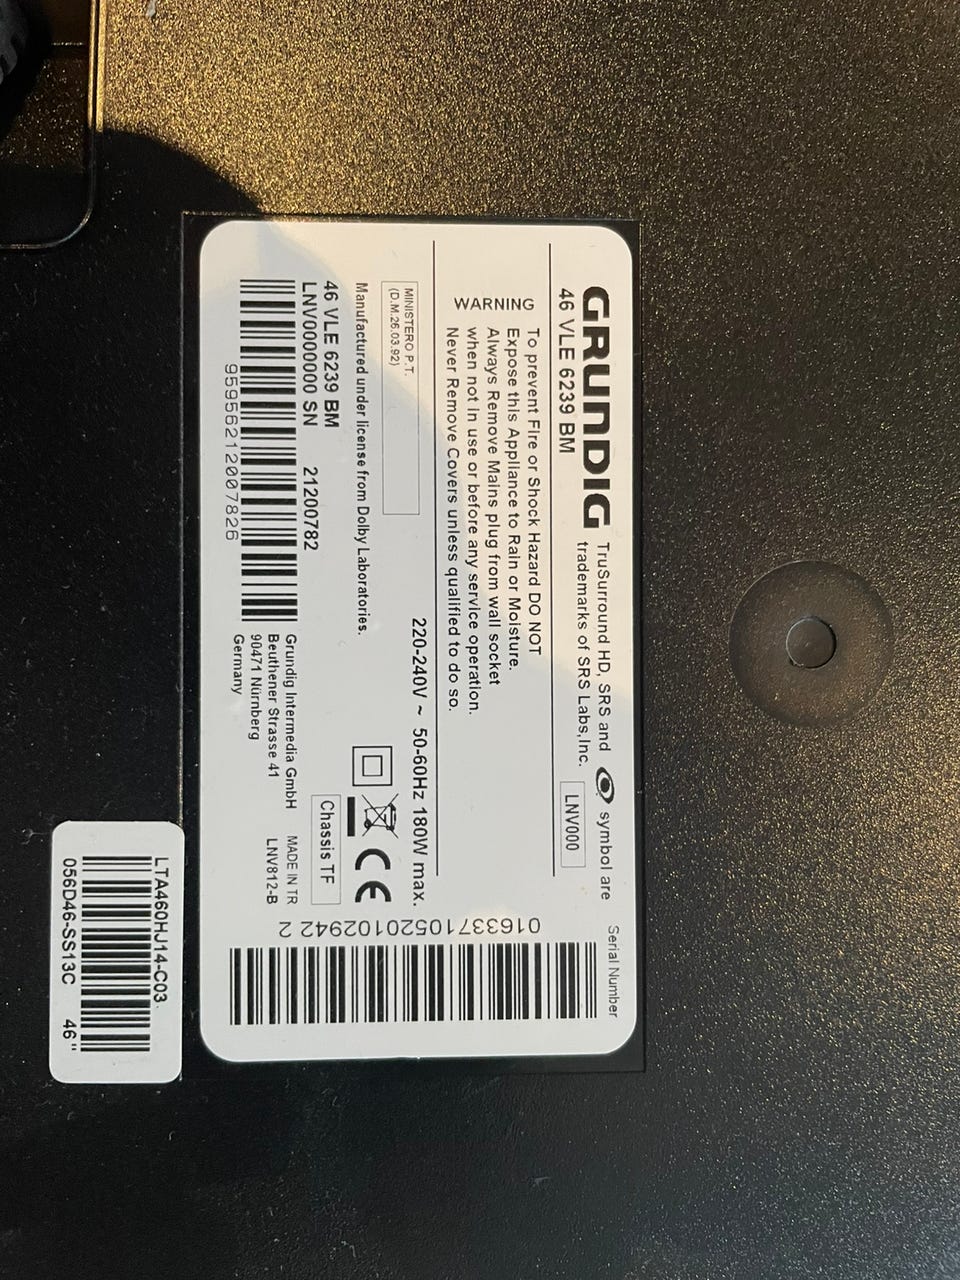 GRUNDIG
46 VLE 6239 BM
TruSurround HD, SRS and symbol are
trademarks of SRS Labs,Inc.
LNV000
WARNING
To prevent Fire or Shock Hazard DO NOT
Expose this Appliance to Rain or Moisture.
Always Remove Mains plug from wall socket
when not in use or before any service operation.
Never Remove Covers unless qualified to do so.
MINISTERO P.T.
(D.M.26.03.92)
220-240V ~ 50-60Hz 180W max.
Manufactured under license from Dolby Laboratories.
CE
Chassis TF
46 VLE 6239 BM
LNV0000000 SN 21200782
95956212007826
Grundig Intermedia GmbH
Beuthener Strasse 41
90471 Nürnberg
Germany
MADE IN TR
LNV812-B
Serial Number
01633710520102942 2
LTA460HJ14-C03
056D46-SS13C 46"